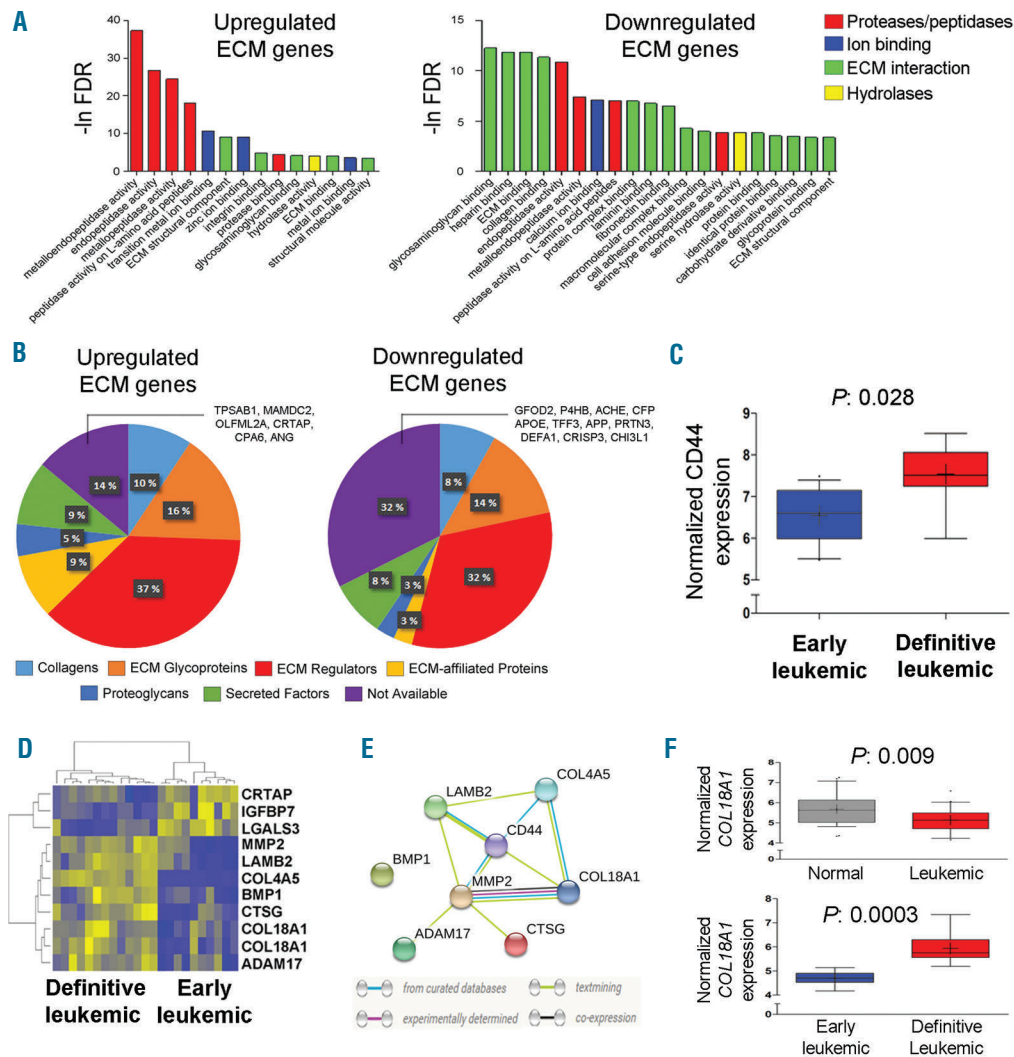 A
Upregulated
ECM genes
-ln FDR
40
30
20
10
0
metalloendopeptidase activity
endopeptidase activity
metallopeptidase activity
peptidase activity on L-amino acid peptides
transition metal ion binding
ECM structural component
zinc ion binding
integrin binding
protease binding
glycosaminoglycan binding
hydrolase activity
ECM binding
metal ion binding
structural molecule activity
Downregulated
ECM genes
-ln FDR
15
10
5
0
glycosaminoglycan binding
heparin binding
ECM binding
collagen binding
endopeptidase activity
metalloendopeptidase activity
calcium ion binding
peptidase activity on L-amino acid peptides
protein complex binding
laminin binding
fibronectin binding
macromolecular complex binding
cell adhesion molecule binding
serine-type endopeptidase activiy
serine hydrolase activity
protein binding
identical protein binding
carbohydrate derivative binding
glycoprotein binding
ECM structural component
Proteases/peptidases
Ion binding
ECM interaction
Hydrolases
B
Upregulated
ECM genes
TPSAB1, MAMDC2,
OLFML2A, CRTAP,
CPA6, ANG
14 %
10 %
16 %
9 %
5 %
9 %
37 %
Downregulated
ECM genes
GFOD2, P4HB, ACHE, CFP
APOE, TFF3, APP, PRTN3,
DEFA1, CRISP3, CHI3L1
8 %
14 %
32 %
32 %
8 %
3 %
3 %
Collagens
ECM Glycoproteins
ECM Regulators
ECM-affiliated Proteins
Proteoglycans
Secreted Factors
Not Available
C
P: 0.028
Normalized CD44
expression
9
8
7
6
5
0
Early
leukemic
Definitive
leukemic
D
CRTAP
IGFBP7
LGALS3
MMP2
LAMB2
COL4A5
BMP1
CTSG
COL18A1
COL18A1
ADAM17
Definitive
leukemic
Early
leukemic
E
COL4A5
LAMB2
CD44
BMP1
MMP2
COL18A1
ADAM17
CTSG
from curated databases
textmining
experimentally determined
co-expression
F
P: 0.009
Normalized
COL18A1
expression
8
7
6
5
4
0
Normal
Leukemic
P: 0.0003
Normalized
COL18A1
expression
8
7
6
5
4
0
Early
leukemic
Definitive
Leukemic